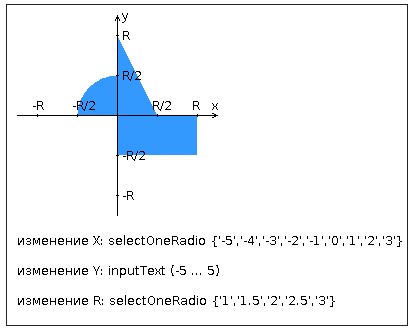 y
R
R/2
-R
-R/2
R/2
R
x
-R/2
-R
изменение X: selectOneRadio {'-5','-4','-3','-2','-1','0','1','2','3'}
изменение Y: inputText (-5 ... 5)
изменение R: selectOneRadio {'1','1.5','2','2.5','3'}